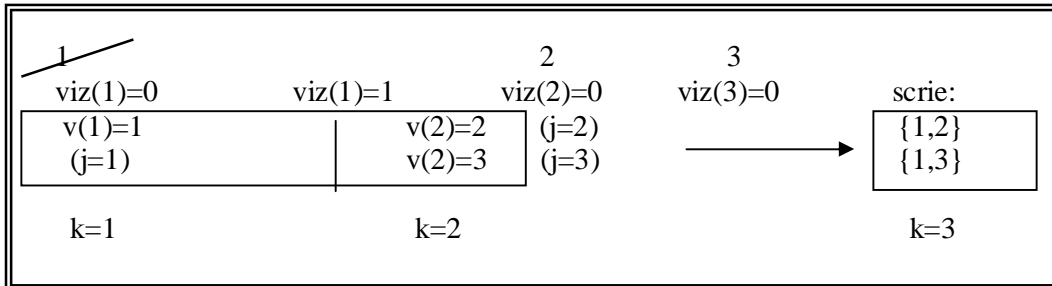 1 2 3
viz(1)=0 viz(1)=1 viz(2)=0 viz(3)=0 scrie:
v(1)=1 v(2)=2 (j=2) {1,2}
(j=1) v(2)=3 (j=3) {1,3}
k=1 k=2 k=3